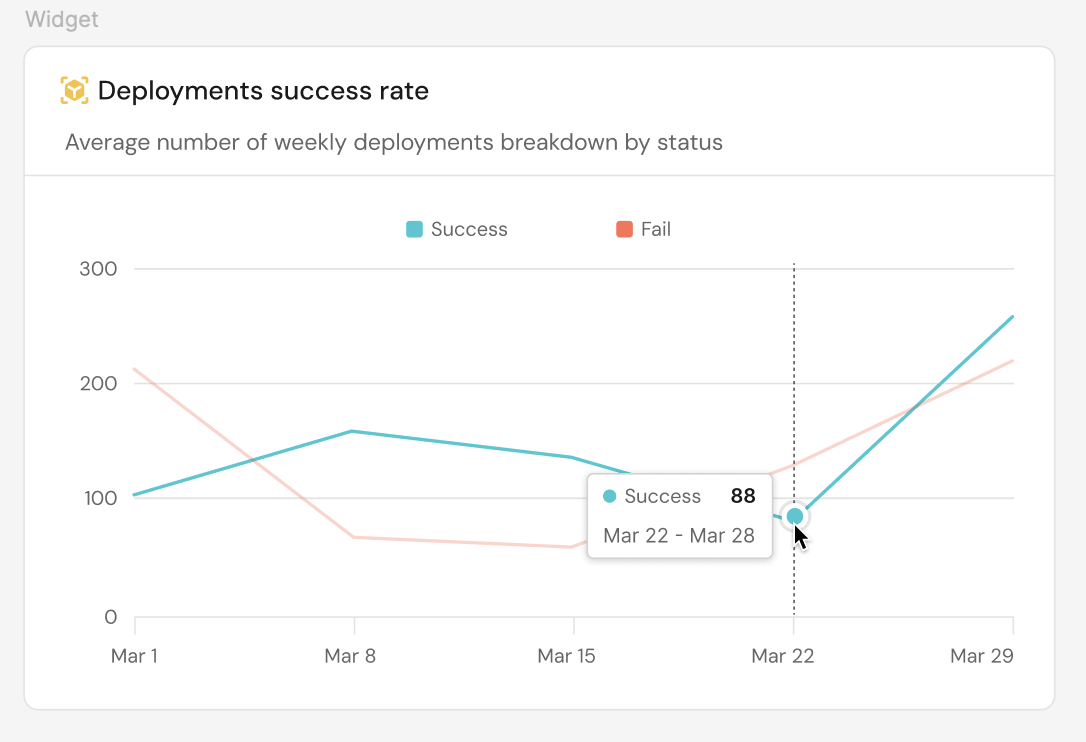 Widget
Deployments success rate
Average number of weekly deployments breakdown by status
Success Fail
300
200
100
Success 88
Mar 22 - Mar 28
0
Mar 1 Mar 8 Mar 15 Mar 22 Mar 29